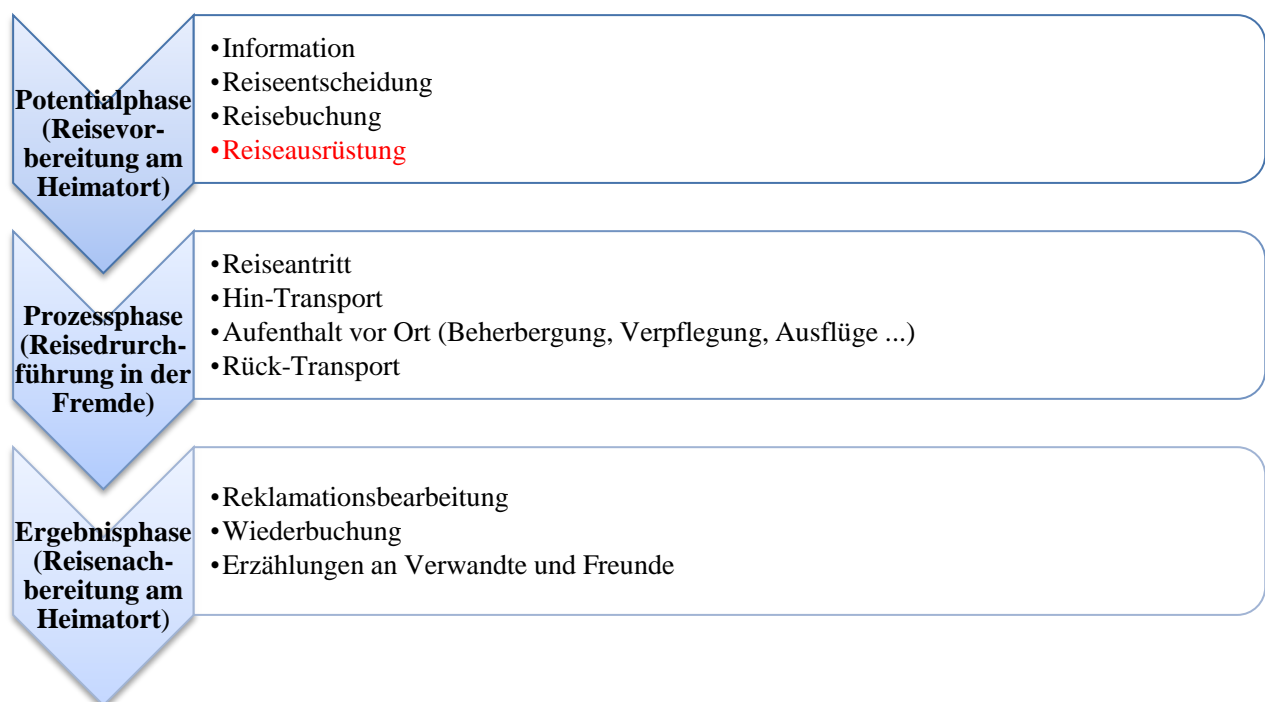 Potentialphase
(Reisevor-
bereitung am
Heimatort)
•Information
•Reiseentscheidung
•Reisebuchung
•Reiseausrüstung
Prozessphase
(Reisedrurch-
führung in der
Fremde)
•Reiseantritt
•Hin-Transport
•Aufenthalt vor Ort (Beherbergung, Verpflegung, Ausflüge ...)
•Rück-Transport
Ergebnisphase
(Reisenach-
bereitung am
Heimatort)
•Reklamationsbearbeitung
•Wiederbuchung
•Erzählungen an Verwandte und Freunde